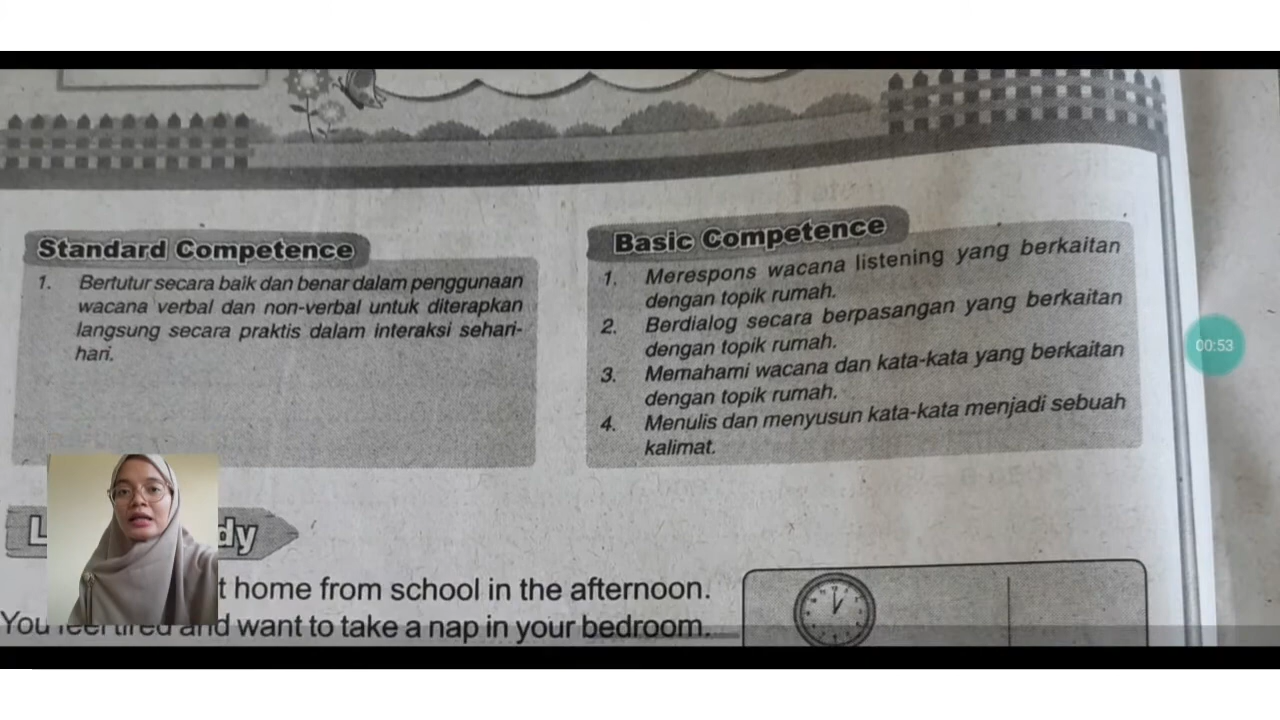 Standard Competence
1. Bertutur secara baik dan benar dalam penggunaan
wacana verbal dan non-verbal untuk diterapkan
langsung secara praktis dalam interaksi sehari-
hari.
Basic Competence
1. Merespons wacana listening yang berkaitan
dengan topik rumah.
2. Berdialog secara berpasangan yang berkaitan
dengan topik rumah.
3. Memahami wacana dan kata-kata yang berkaitan
dengan topik rumah.
4. Menulis dan menyusun kata-kata menjadi sebuah
kalimat.
00:53
home from school in the afternoon.
You feel tired and want to take a nap in your bedroom.